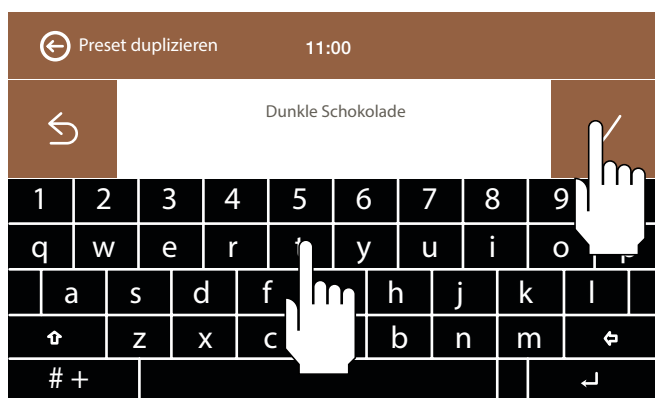 Preset duplizieren 11:00
Dunkle Schokolade
1 2 3 4 5 6 7 8 9
q w e r t y u i o p
a s d f h j k l
z x c b n m
# +